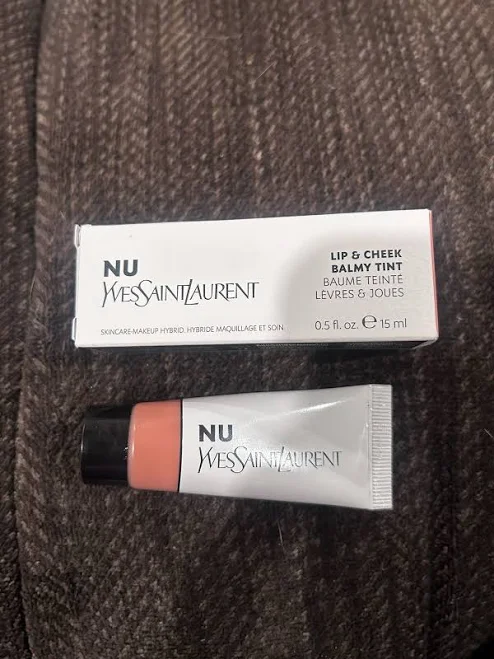 NU
YVESSAINTLAURENT
SKINCARE-MAKEUP HYBRID. HYBRIDE MAQUILLAGE ET SOIN
LIP & CHEEK
BALMY TINT
BAUME TEINTÉ
LÈVRES & JOUES
0.5 fl. oz. ℮ 15 ml
NU
YVESSAINTLAURENT